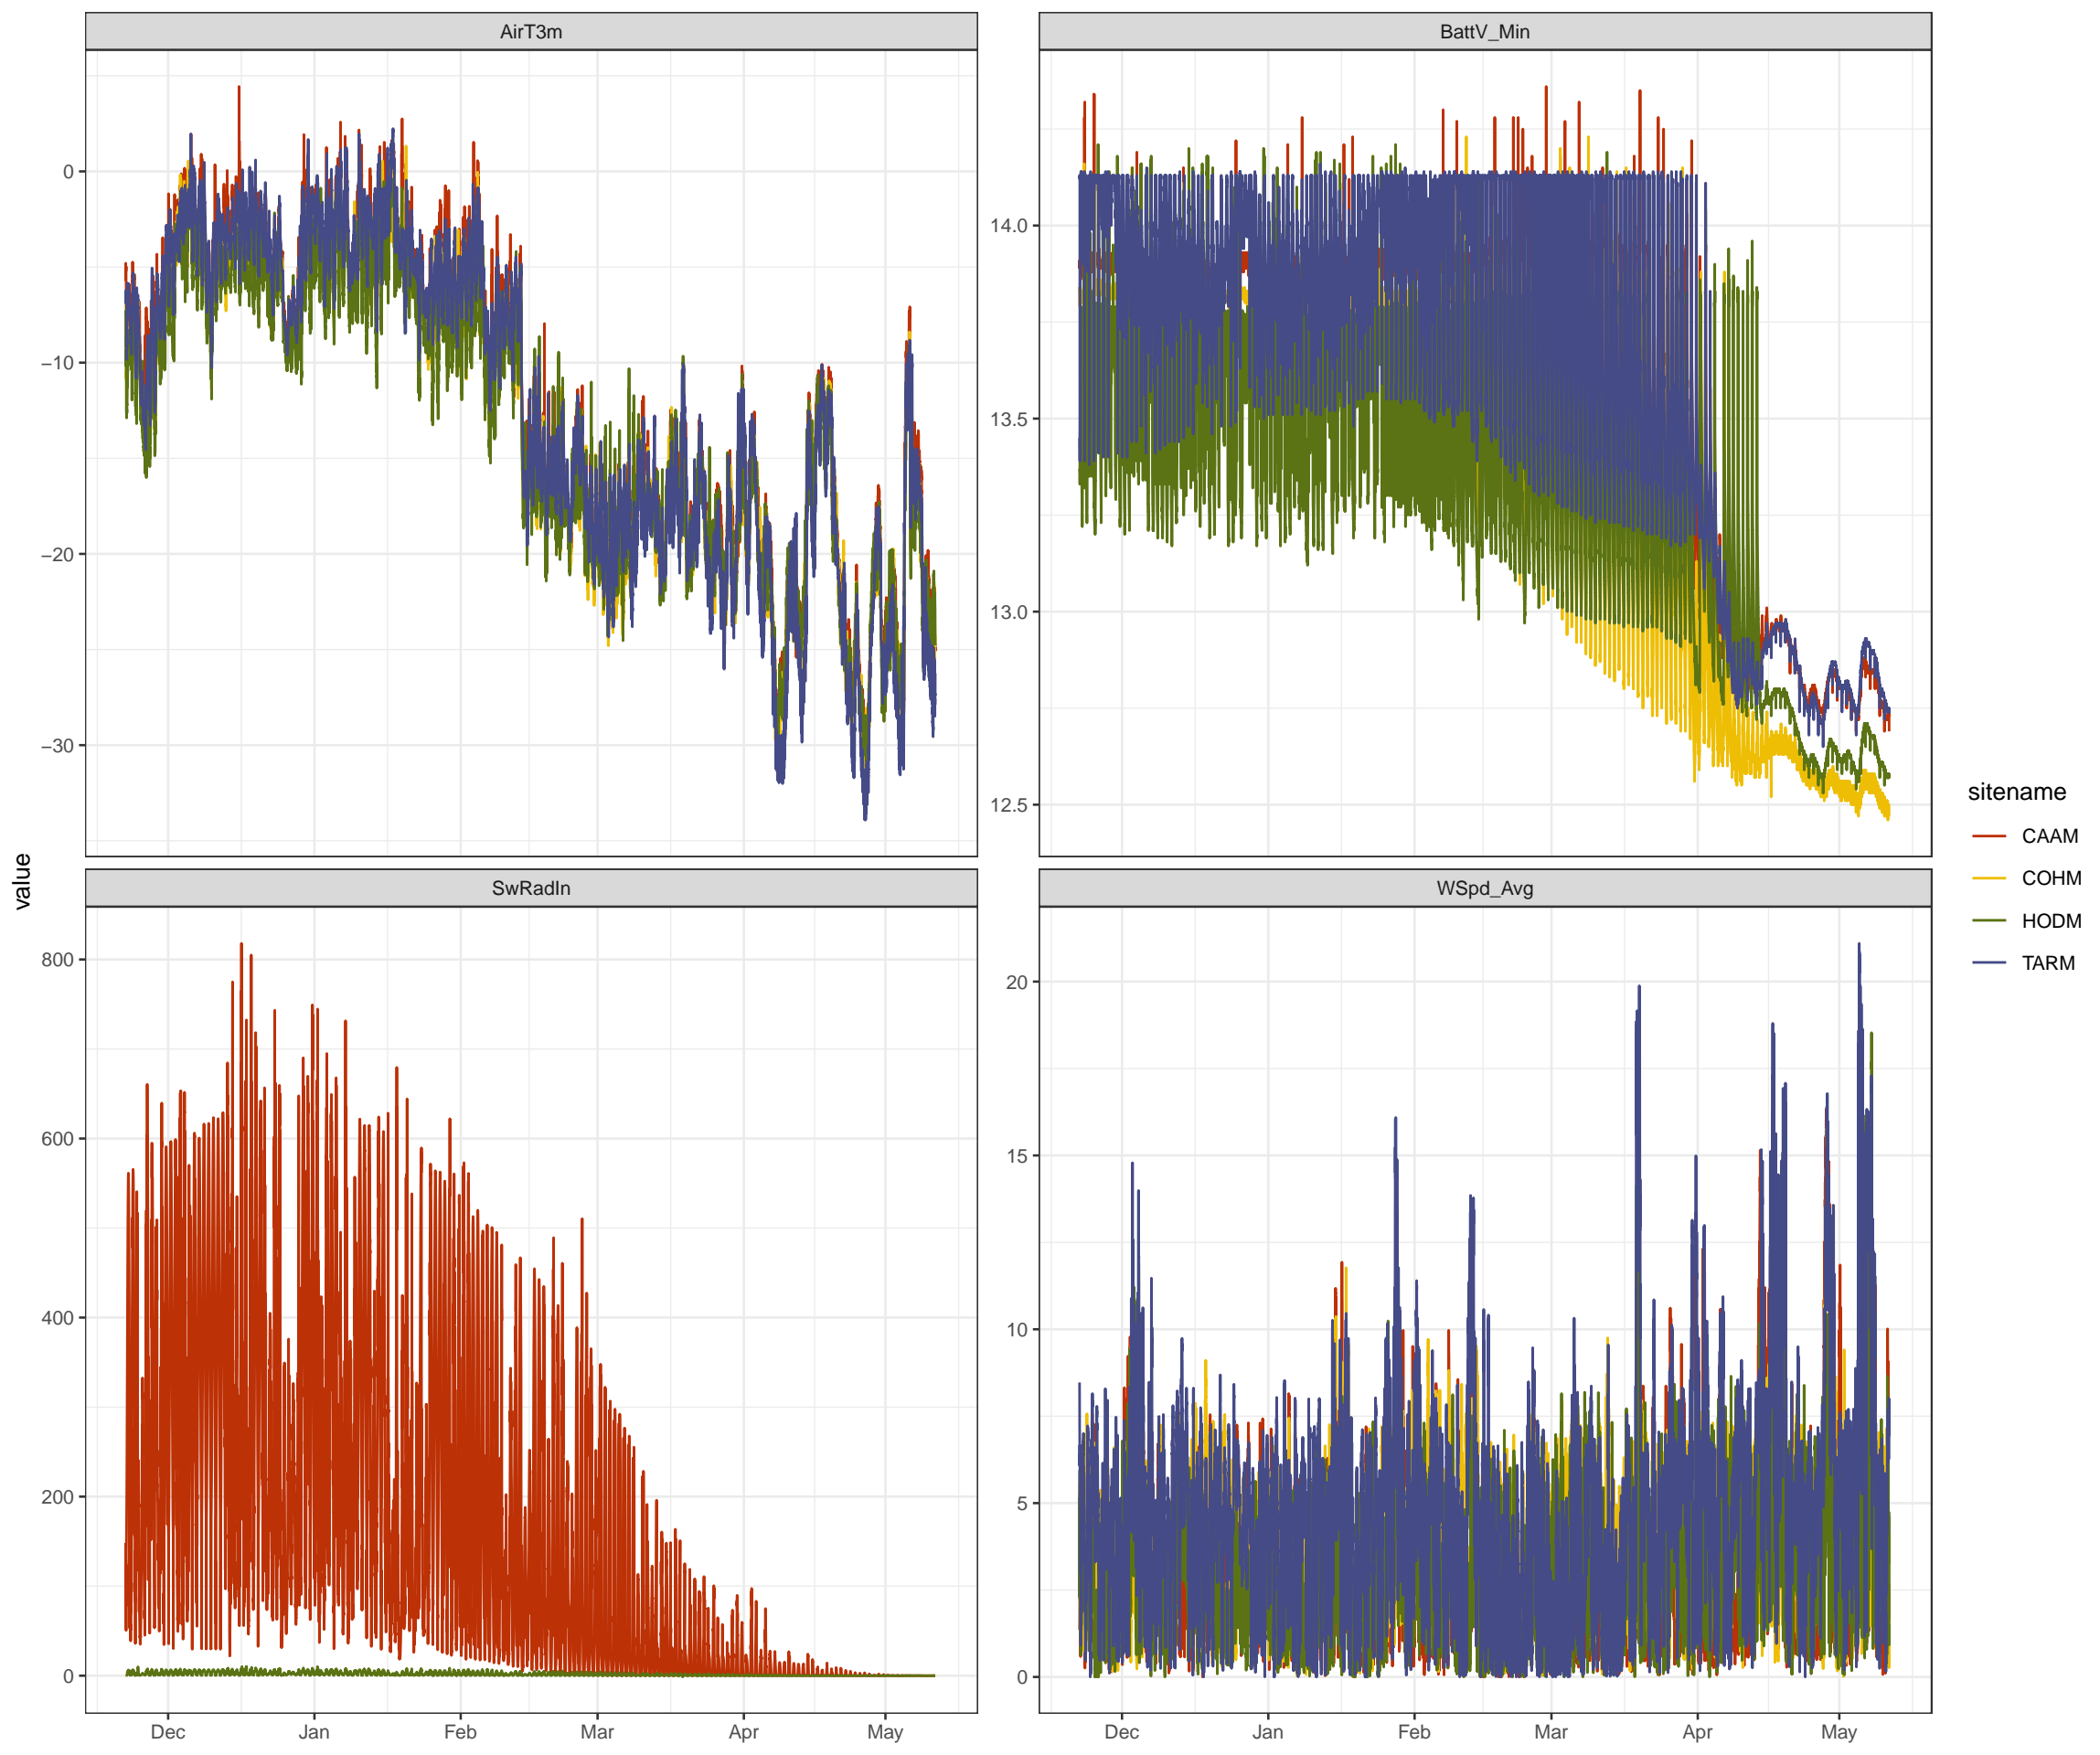 AirT3m
BattV_Min
0
−10
−20
−30
14.0
13.5
13.0
12.5
value
SwRadIn
WSpd_Avg
800
600
400
200
0
20
15
10
5
0
Dec Jan Feb Mar Apr May
Dec Jan Feb Mar Apr May
sitename
CAAM
COHM
HODM
TARM